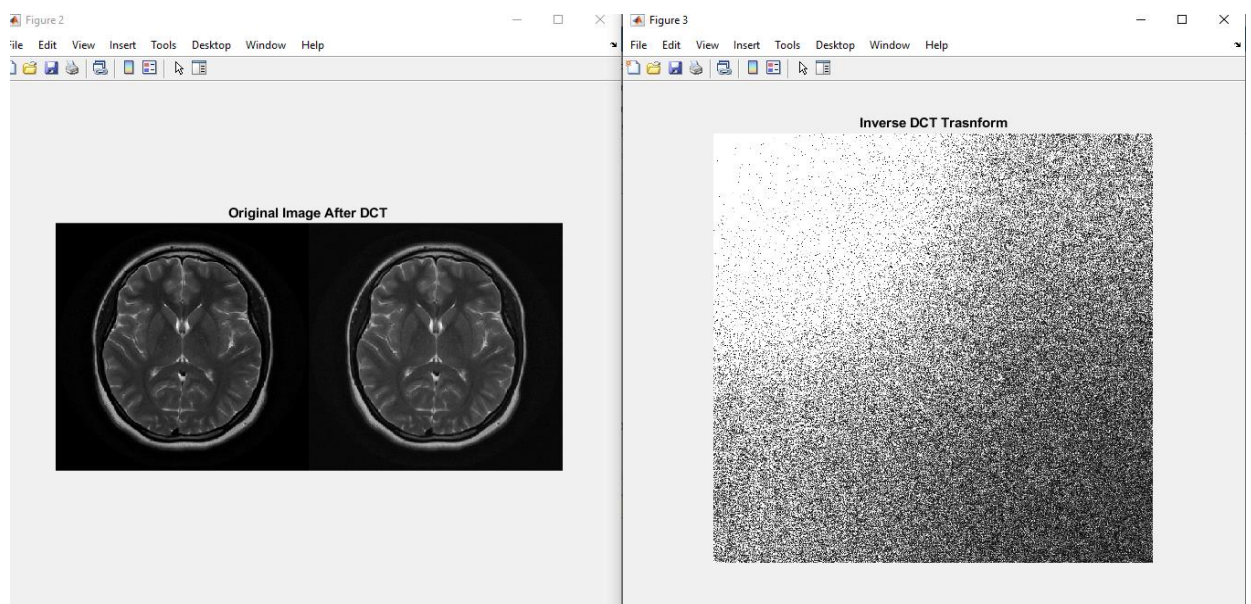 Figure 2
File Edit View Insert Tools Desktop Window Help
Original Image After DCT
Figure 3
File Edit View Insert Tools Desktop Window Help
Inverse DCT Trasnform